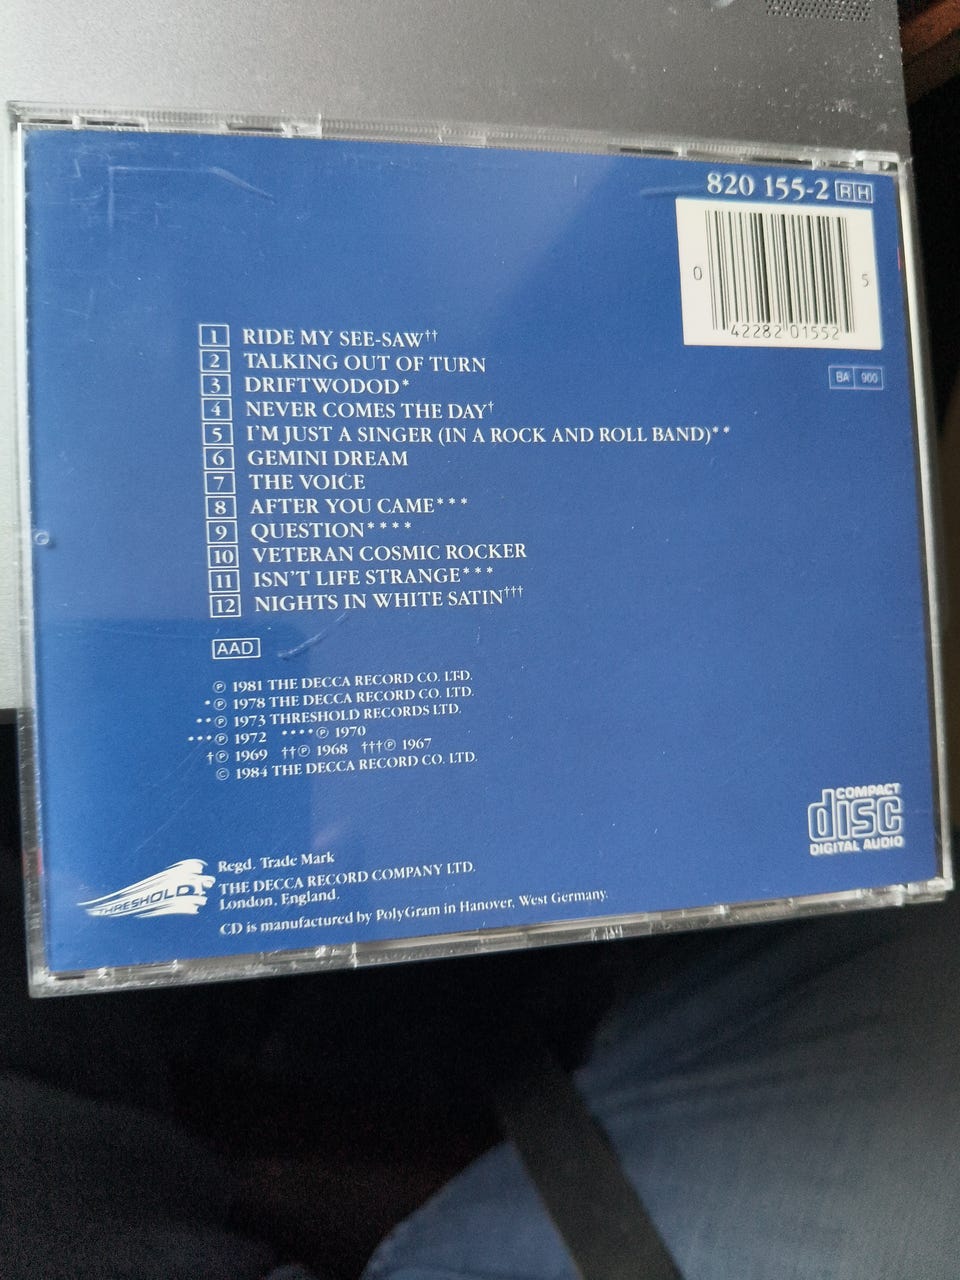 820 155-2 RH
0 42282 01552 5
BA 900
1 RIDE MY SEE-SAW††
2 TALKING OUT OF TURN
3 DRIFTWODOD*
4 NEVER COMES THE DAY†
5 I'M JUST A SINGER (IN A ROCK AND ROLL BAND)**
6 GEMINI DREAM
7 THE VOICE
8 AFTER YOU CAME***
9 QUESTION****
10 VETERAN COSMIC ROCKER
11 ISN'T LIFE STRANGE***
12 NIGHTS IN WHITE SATIN†††
AAD
℗ 1981 THE DECCA RECORD CO. LTD.
*℗ 1978 THE DECCA RECORD CO. LTD.
**℗ 1973 THRESHOLD RECORDS LTD.
***℗ 1972 ****℗ 1970
†℗ 1969 ††℗ 1968 †††℗ 1967
© 1984 THE DECCA RECORD CO. LTD.
COMPACT
disc
DIGITAL AUDIO
THRESHOLD
Regd. Trade Mark
THE DECCA RECORD COMPANY LTD.
London, England.
CD is manufactured by PolyGram in Hanover, West Germany.